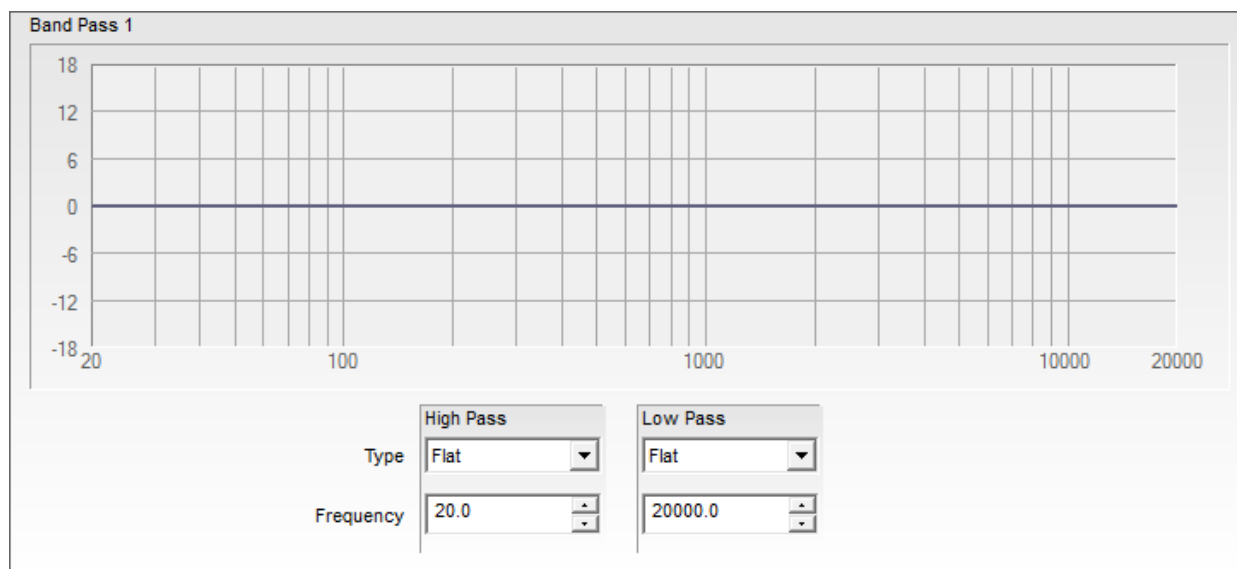 Band Pass 1
18
12
6
0
-6
-12
-18
20 100 1000 10000 20000
High Pass Low Pass
Type Flat Flat
Frequency 20.0 20000.0